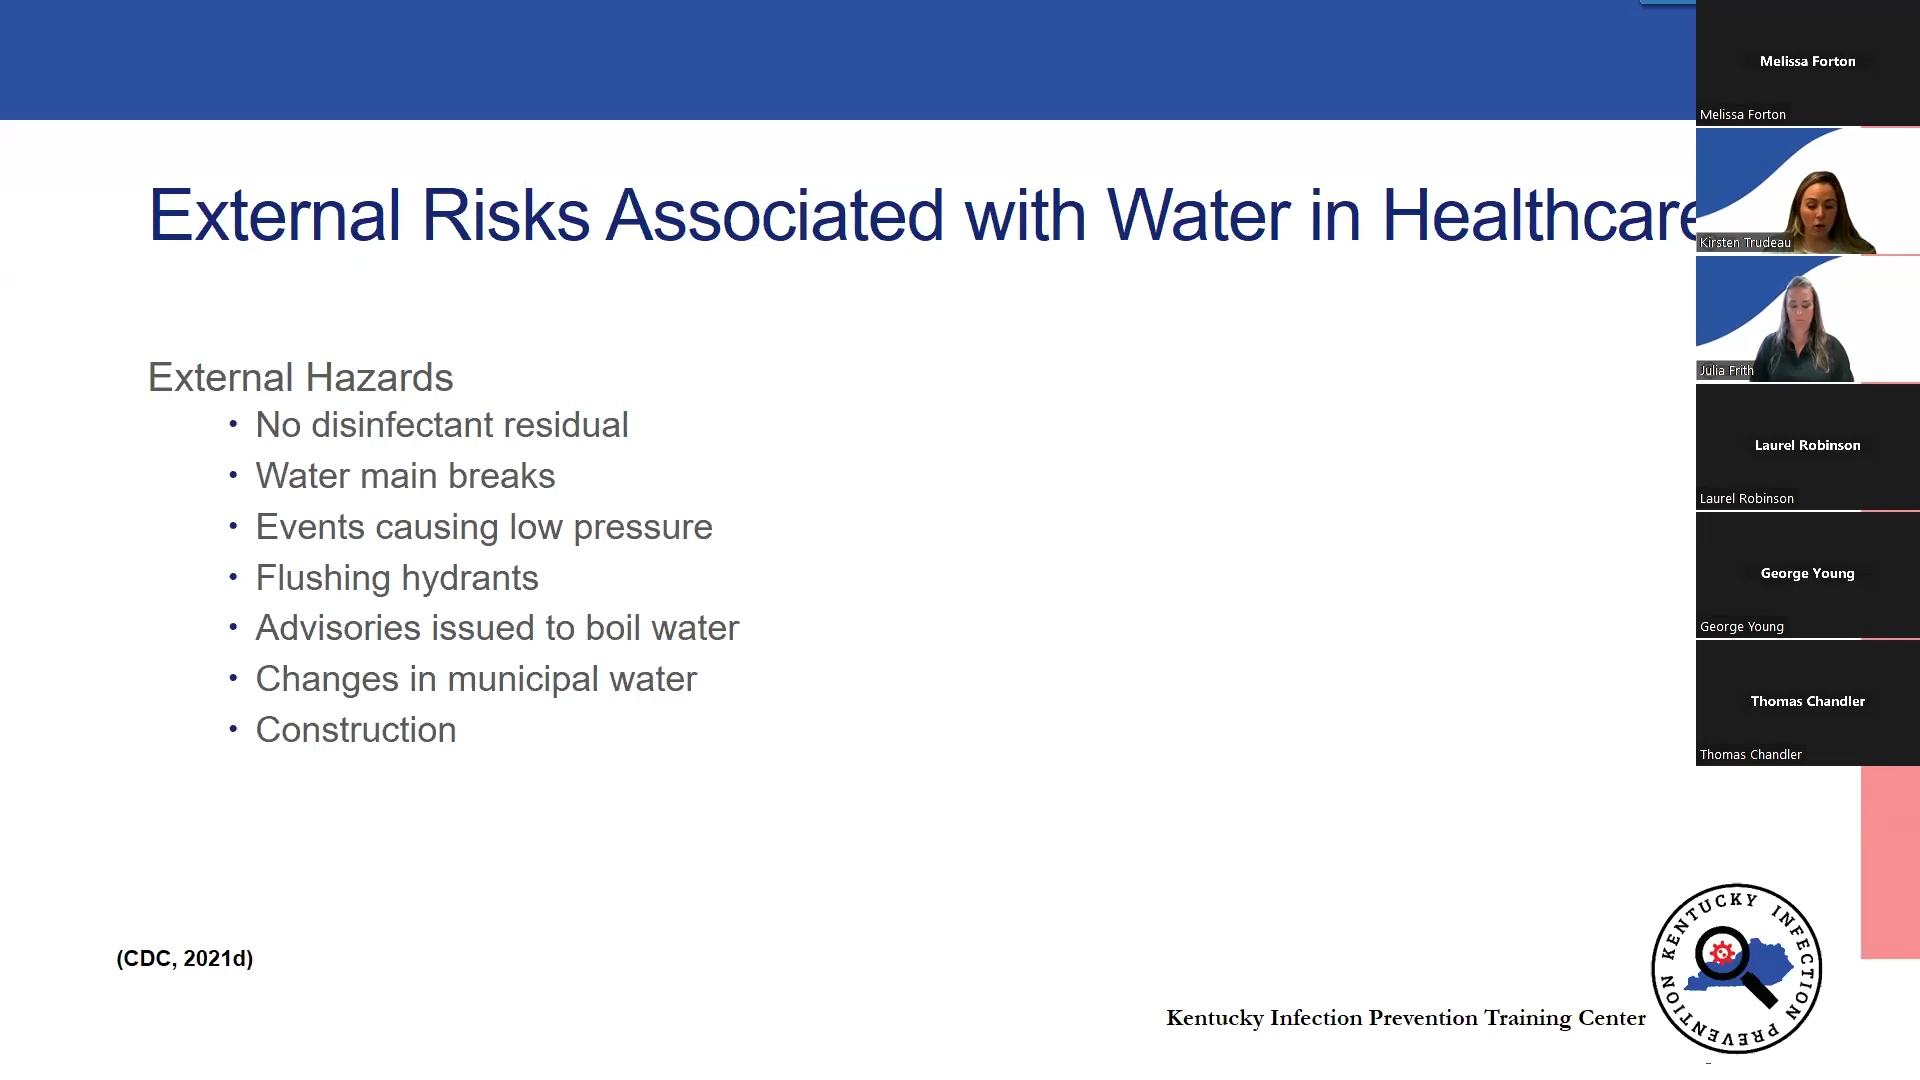 External Risks Associated with Water in Healthcare
External Hazards
• No disinfectant residual
• Water main breaks
• Events causing low pressure
• Flushing hydrants
• Advisories issued to boil water
• Changes in municipal water
• Construction
(CDC, 2021d)
Kentucky Infection Prevention Training Center
KENTUCKY INFECTION PREVENTION
Melissa Forton
Melissa Forton
Kirsten Trudeau
Julia Frith
Laurel Robinson
Laurel Robinson
George Young
George Young
Thomas Chandler
Thomas Chandler